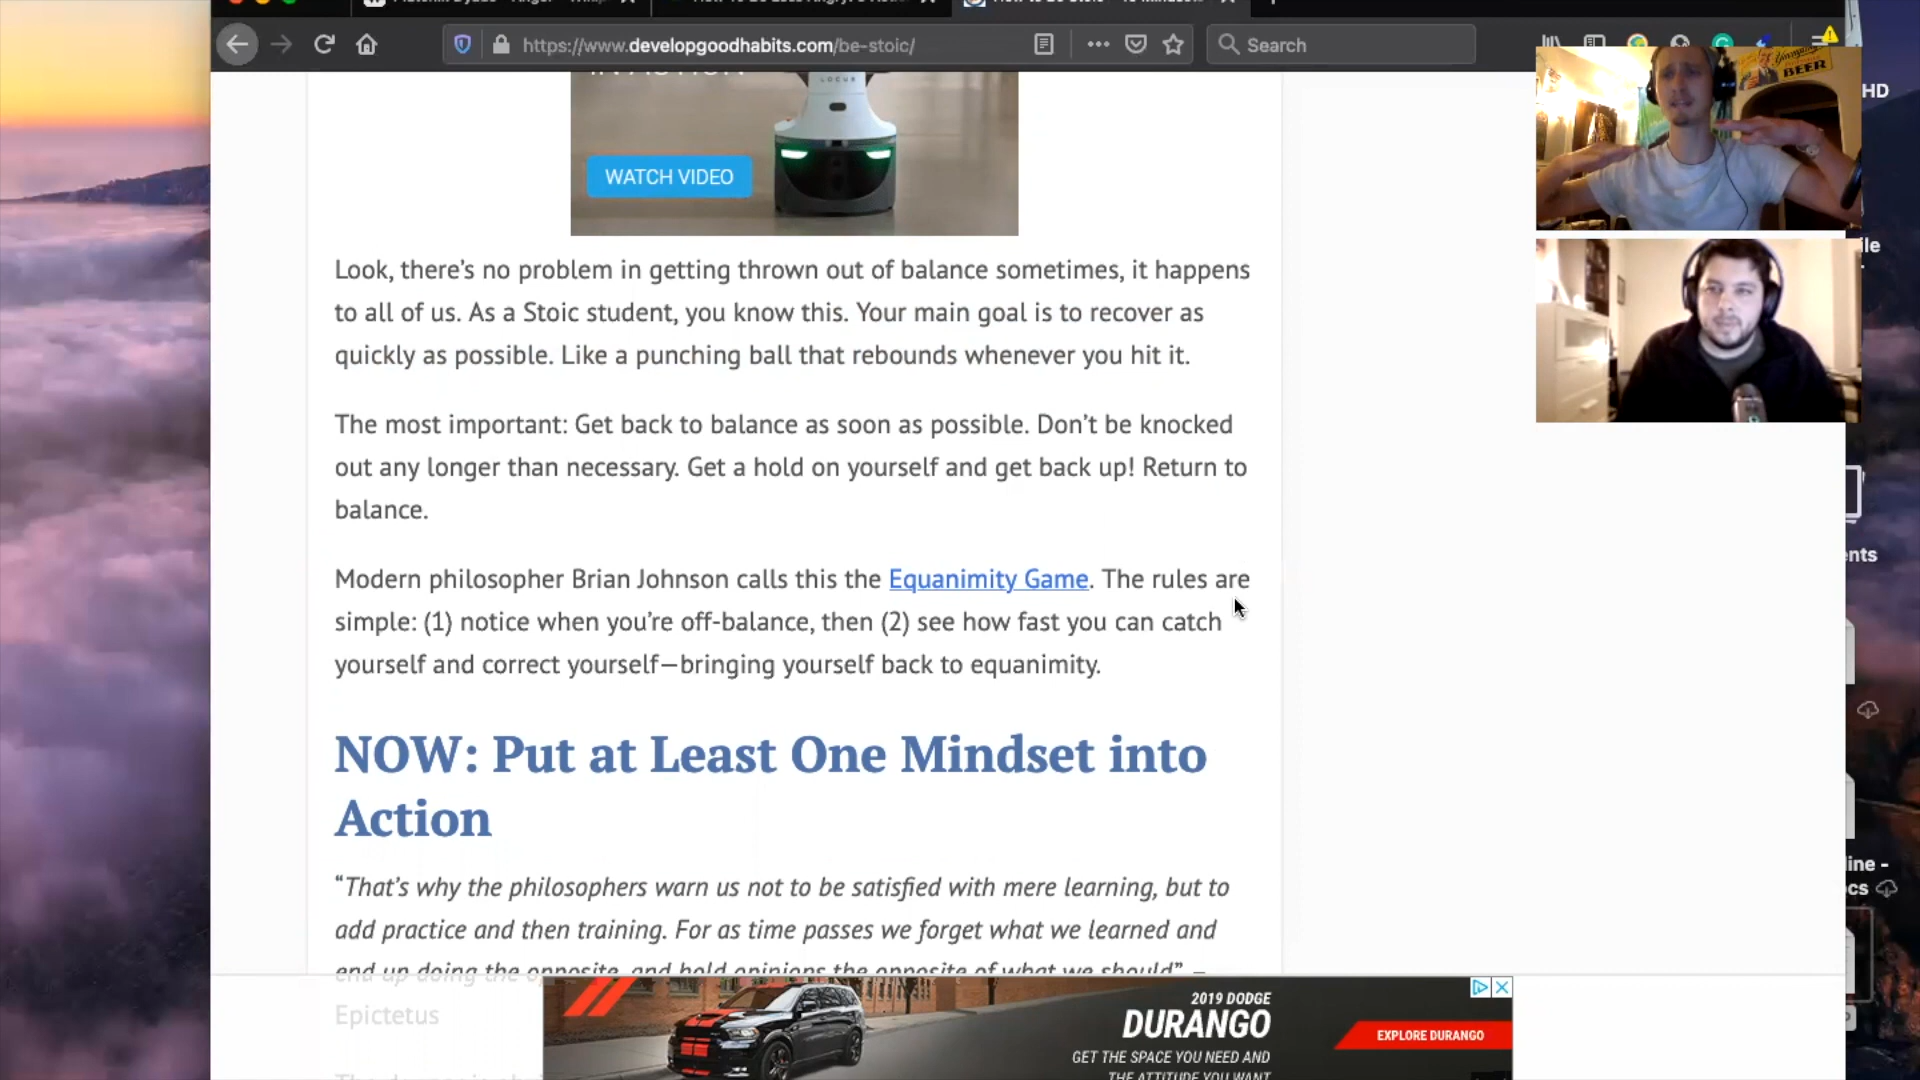 https://www.developgoodhabits.com/be-stoic/
Search
HD
BEER
IN ACTION
LOCUS
WATCH VIDEO
Look, there's no problem in getting thrown out of balance sometimes, it happens
to all of us. As a Stoic student, you know this. Your main goal is to recover as
quickly as possible. Like a punching ball that rebounds whenever you hit it.
The most important: Get back to balance as soon as possible. Don't be knocked
out any longer than necessary. Get a hold on yourself and get back up! Return to
balance.
Modern philosopher Brian Johnson calls this the Equanimity Game. The rules are
simple: (1) notice when you're off-balance, then (2) see how fast you can catch
yourself and correct yourself—bringing yourself back to equanimity.
NOW: Put at Least One Mindset into
Action
“That's why the philosophers warn us not to be satisfied with mere learning, but to
add practice and then training. For as time passes we forget what we learned and
end up doing the opposite, and hold opinions the opposite of what we should” –
Epictetus
2019 DODGE
DURANGO
GET THE SPACE YOU NEED AND
THE ATTITUDE YOU WANT
EXPLORE DURANGO